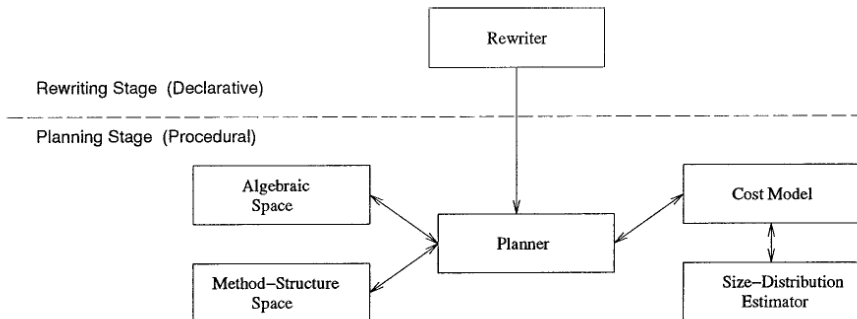 Rewriter
Rewriting Stage (Declarative)
Planning Stage (Procedural)
Algebraic
Space
Cost Model
Planner
Method−Structure
Space
Size−Distribution
Estimator